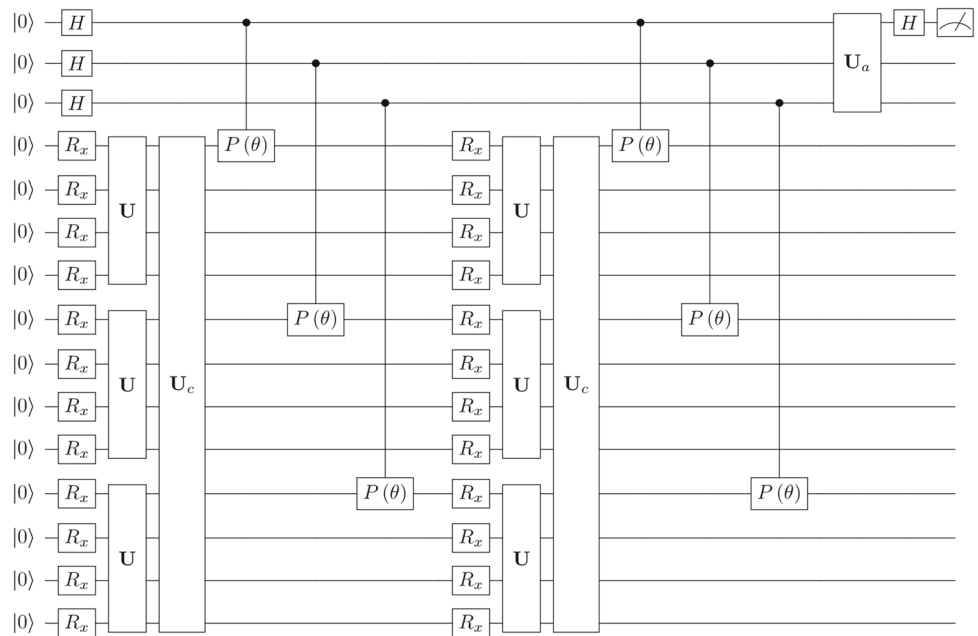 |0⟩ H U_a H
|0⟩ H
|0⟩ H
|0⟩ R_x P (θ) R_x P (θ)
|0⟩ R_x R_x
U U
|0⟩ R_x R_x
|0⟩ R_x R_x
|0⟩ R_x P (θ) R_x P (θ)
|0⟩ R_x R_x
U U_c U U_c
|0⟩ R_x R_x
|0⟩ R_x R_x
|0⟩ R_x P (θ) R_x P (θ)
|0⟩ R_x R_x
U U
|0⟩ R_x R_x
|0⟩ R_x R_x